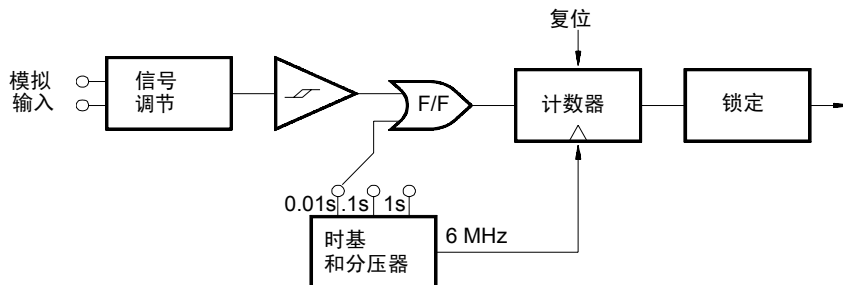 复位
模拟
输入
信号
调节
F/F
计数器
锁定
0.01s .1s 1s
时基
和分压器
6 MHz